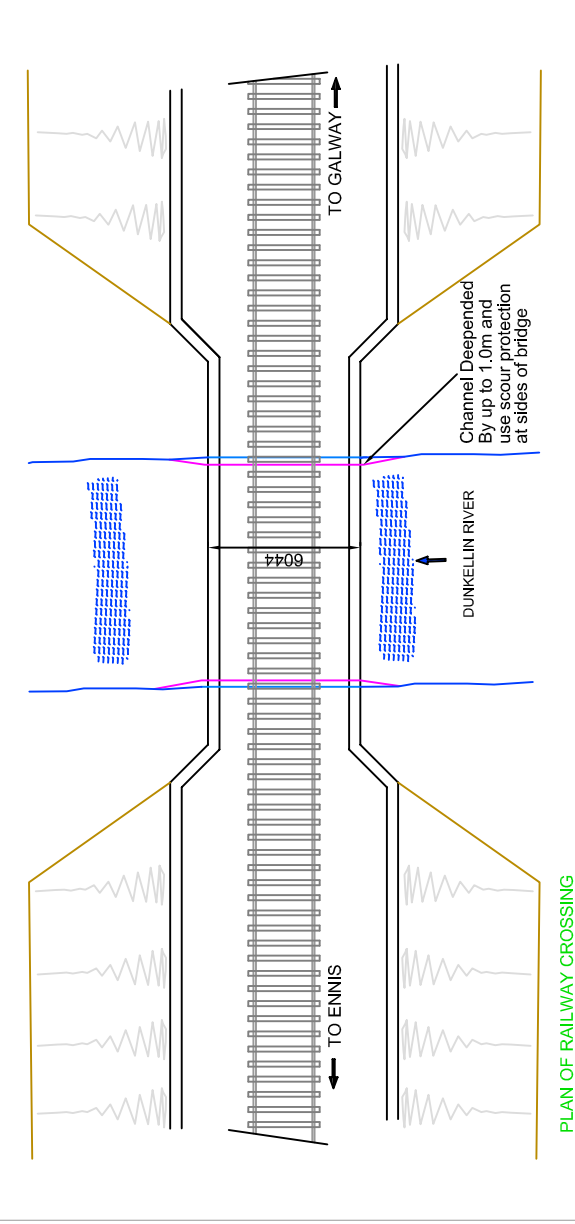 TO GALWAY
Channel Deepended
By up to 1.0m and
use scour protection
at sides of bridge
6044
DUNKELLIN RIVER
TO ENNIS
PLAN OF RAILWAY CROSSING